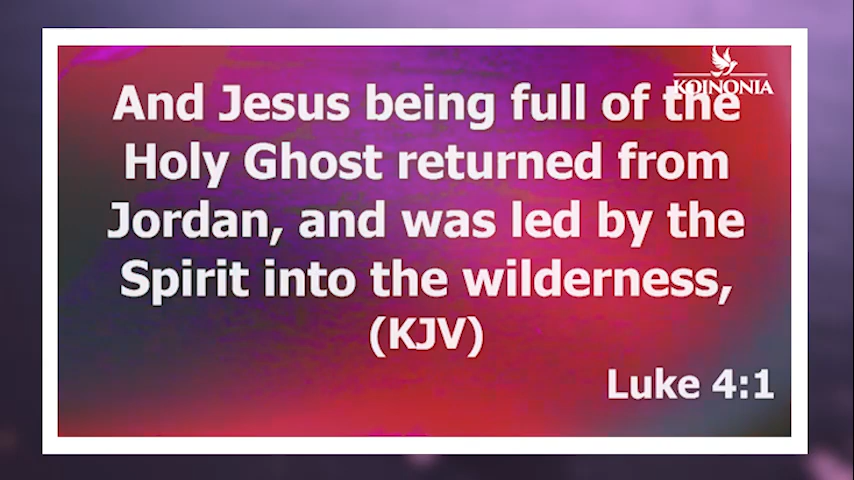 KOINONIA
And Jesus being full of the
Holy Ghost returned from
Jordan, and was led by the
Spirit into the wilderness,
(KJV)
Luke 4:1